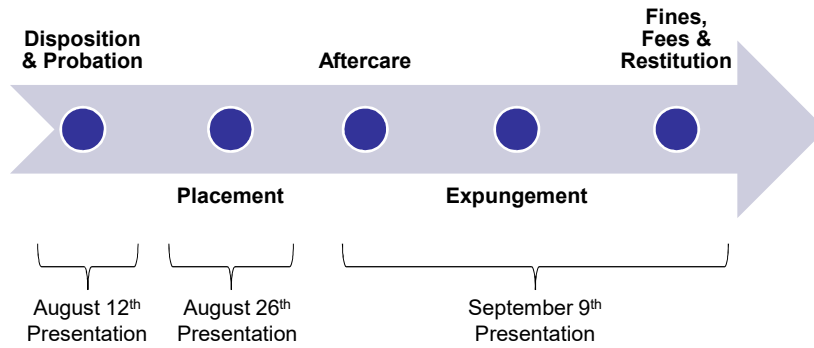 Disposition
& Probation
Aftercare
Fines,
Fees &
Restitution
Placement
Expungement
August 12th
Presentation
August 26th
Presentation
September 9th
Presentation